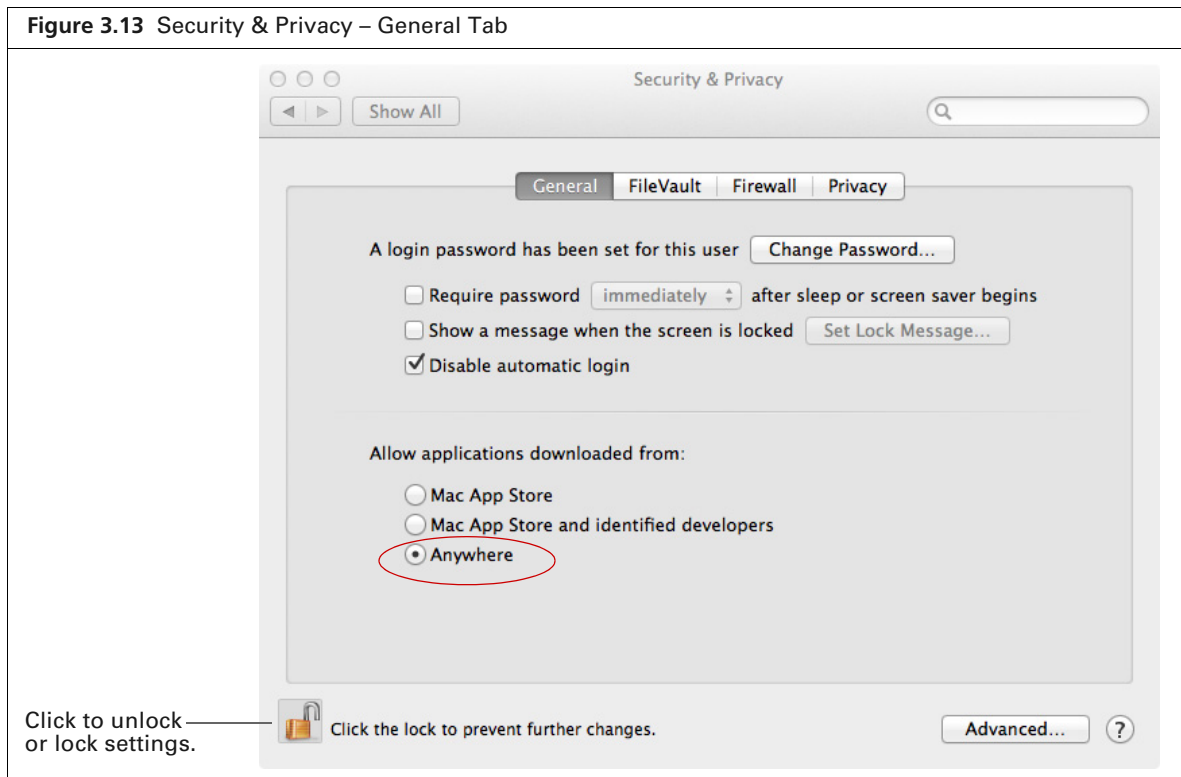 Figure 3.13 Security & Privacy – General Tab
Security & Privacy
Show All
General FileVault Firewall Privacy
A login password has been set for this user Change Password...
Require password immediately after sleep or screen saver begins
Show a message when the screen is locked Set Lock Message...
Disable automatic login
Allow applications downloaded from:
Mac App Store
Mac App Store and identified developers
Anywhere
Click to unlock
or lock settings.
Click the lock to prevent further changes.
Advanced... ?